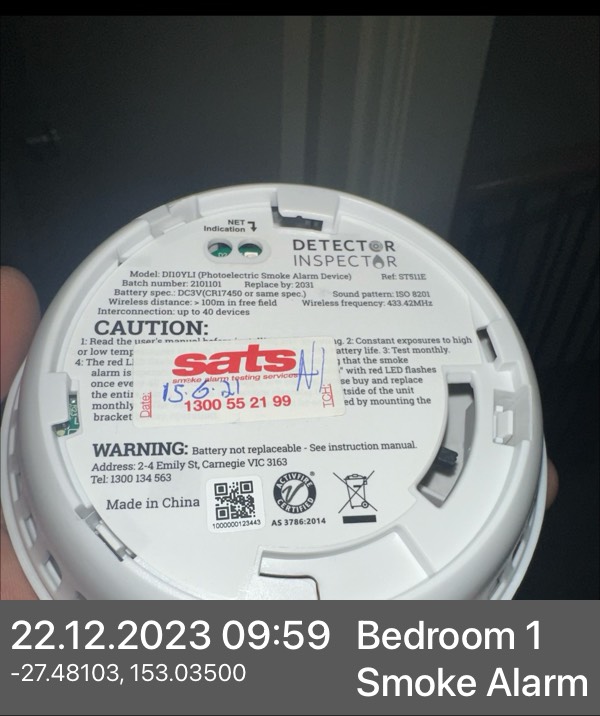 NET
Indication
DETECTOR
INSPECTOR
Model: DI10YLI (Photoelectric Smoke Alarm Device) Ref: ST511E
Batch number: 2101101 Replace by: 2031
Battery spec.: DC3V(CR17450 or same spec.) Sound pattern: ISO 8201
Wireless distance: >100m in free field Wireless frequency: 433.42MHz
Interconnection: up to 40 devices
CAUTION:
1: Read the user's manual before 2: Constant exposures to high
or low temp attery life. 3: Test monthly.
4: The red L that the smoke
alarm is " with red LED flashes
once eve se buy and replace
the enti tside of the unit
monthly ed by mounting the
bracket
sats
smoke alarm testing services
Date: 15.6.21
1300 55 21 99
WARNING: Battery not replaceable - See instruction manual.
Address: 2-4 Emily St, Carnegie VIC 3163
Tel: 1300 134 563
Made in China
1000000123443
ACTIVFIRE
CERTIFIED
AS 3786:2014
22.12.2023 09:59 Bedroom 1
-27.48103, 153.03500 Smoke Alarm